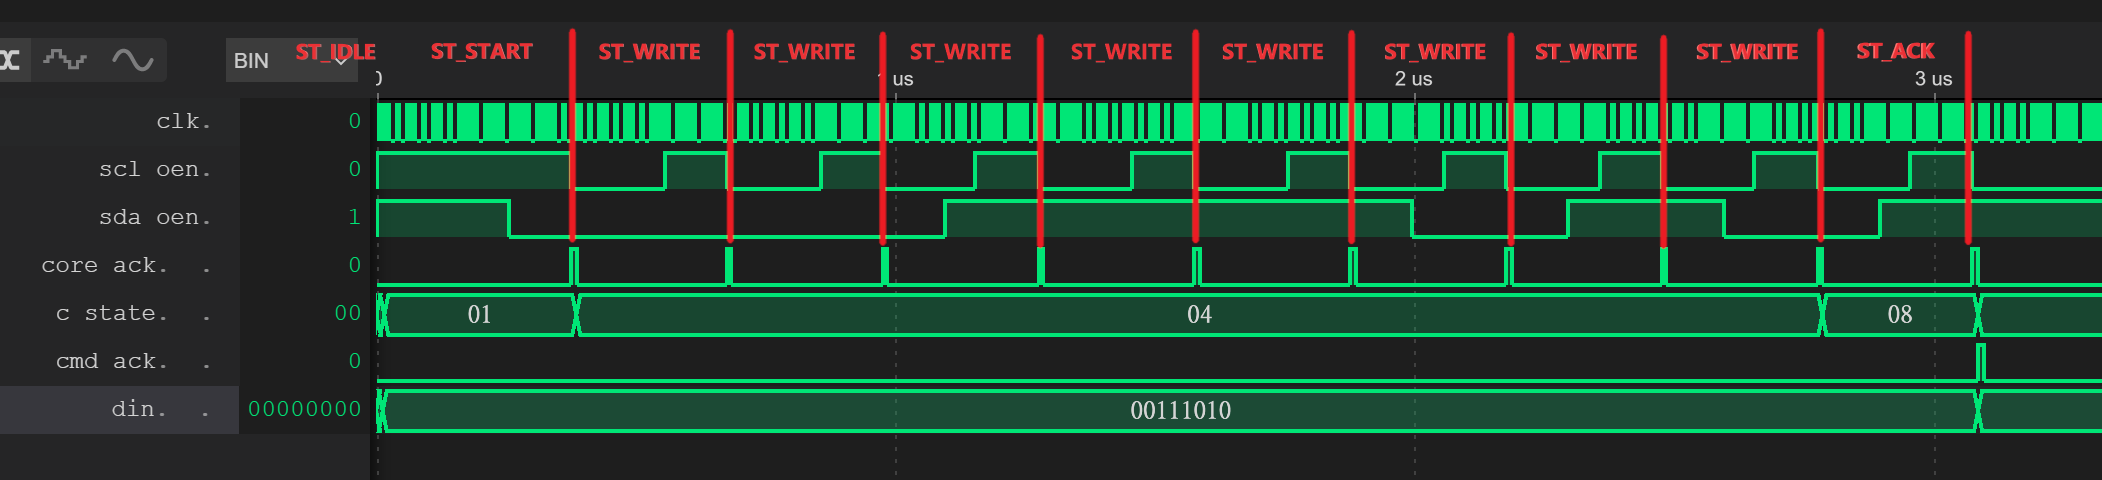 BIN ST_IDLE ST_START ST_WRITE ST_WRITE ST_WRITE ST_WRITE ST_WRITE ST_WRITE ST_WRITE ST_WRITE ST_ACK
0 1 us 2 us 3 us
clk. 0
scl oen. 0
sda oen. 1
core ack. . 0
c state. . 00 01 04 08
cmd ack. . 0
din. . 00000000 00111010